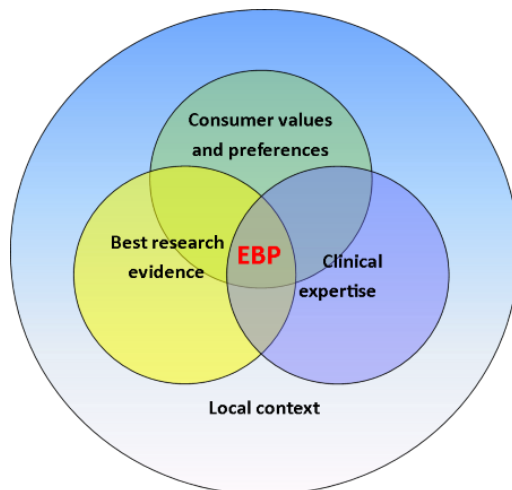 Consumer values
and preferences
Best research
evidence
EBP
Clinical
expertise
Local context